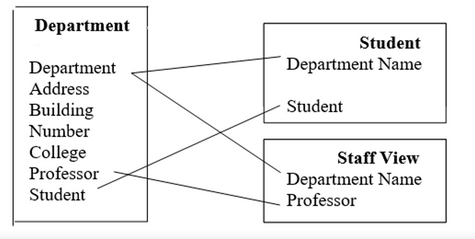 Department
Department
Address
Building
Number
College
Professor
Student
Student
Department Name
Student
Staff View
Department Name
Professor